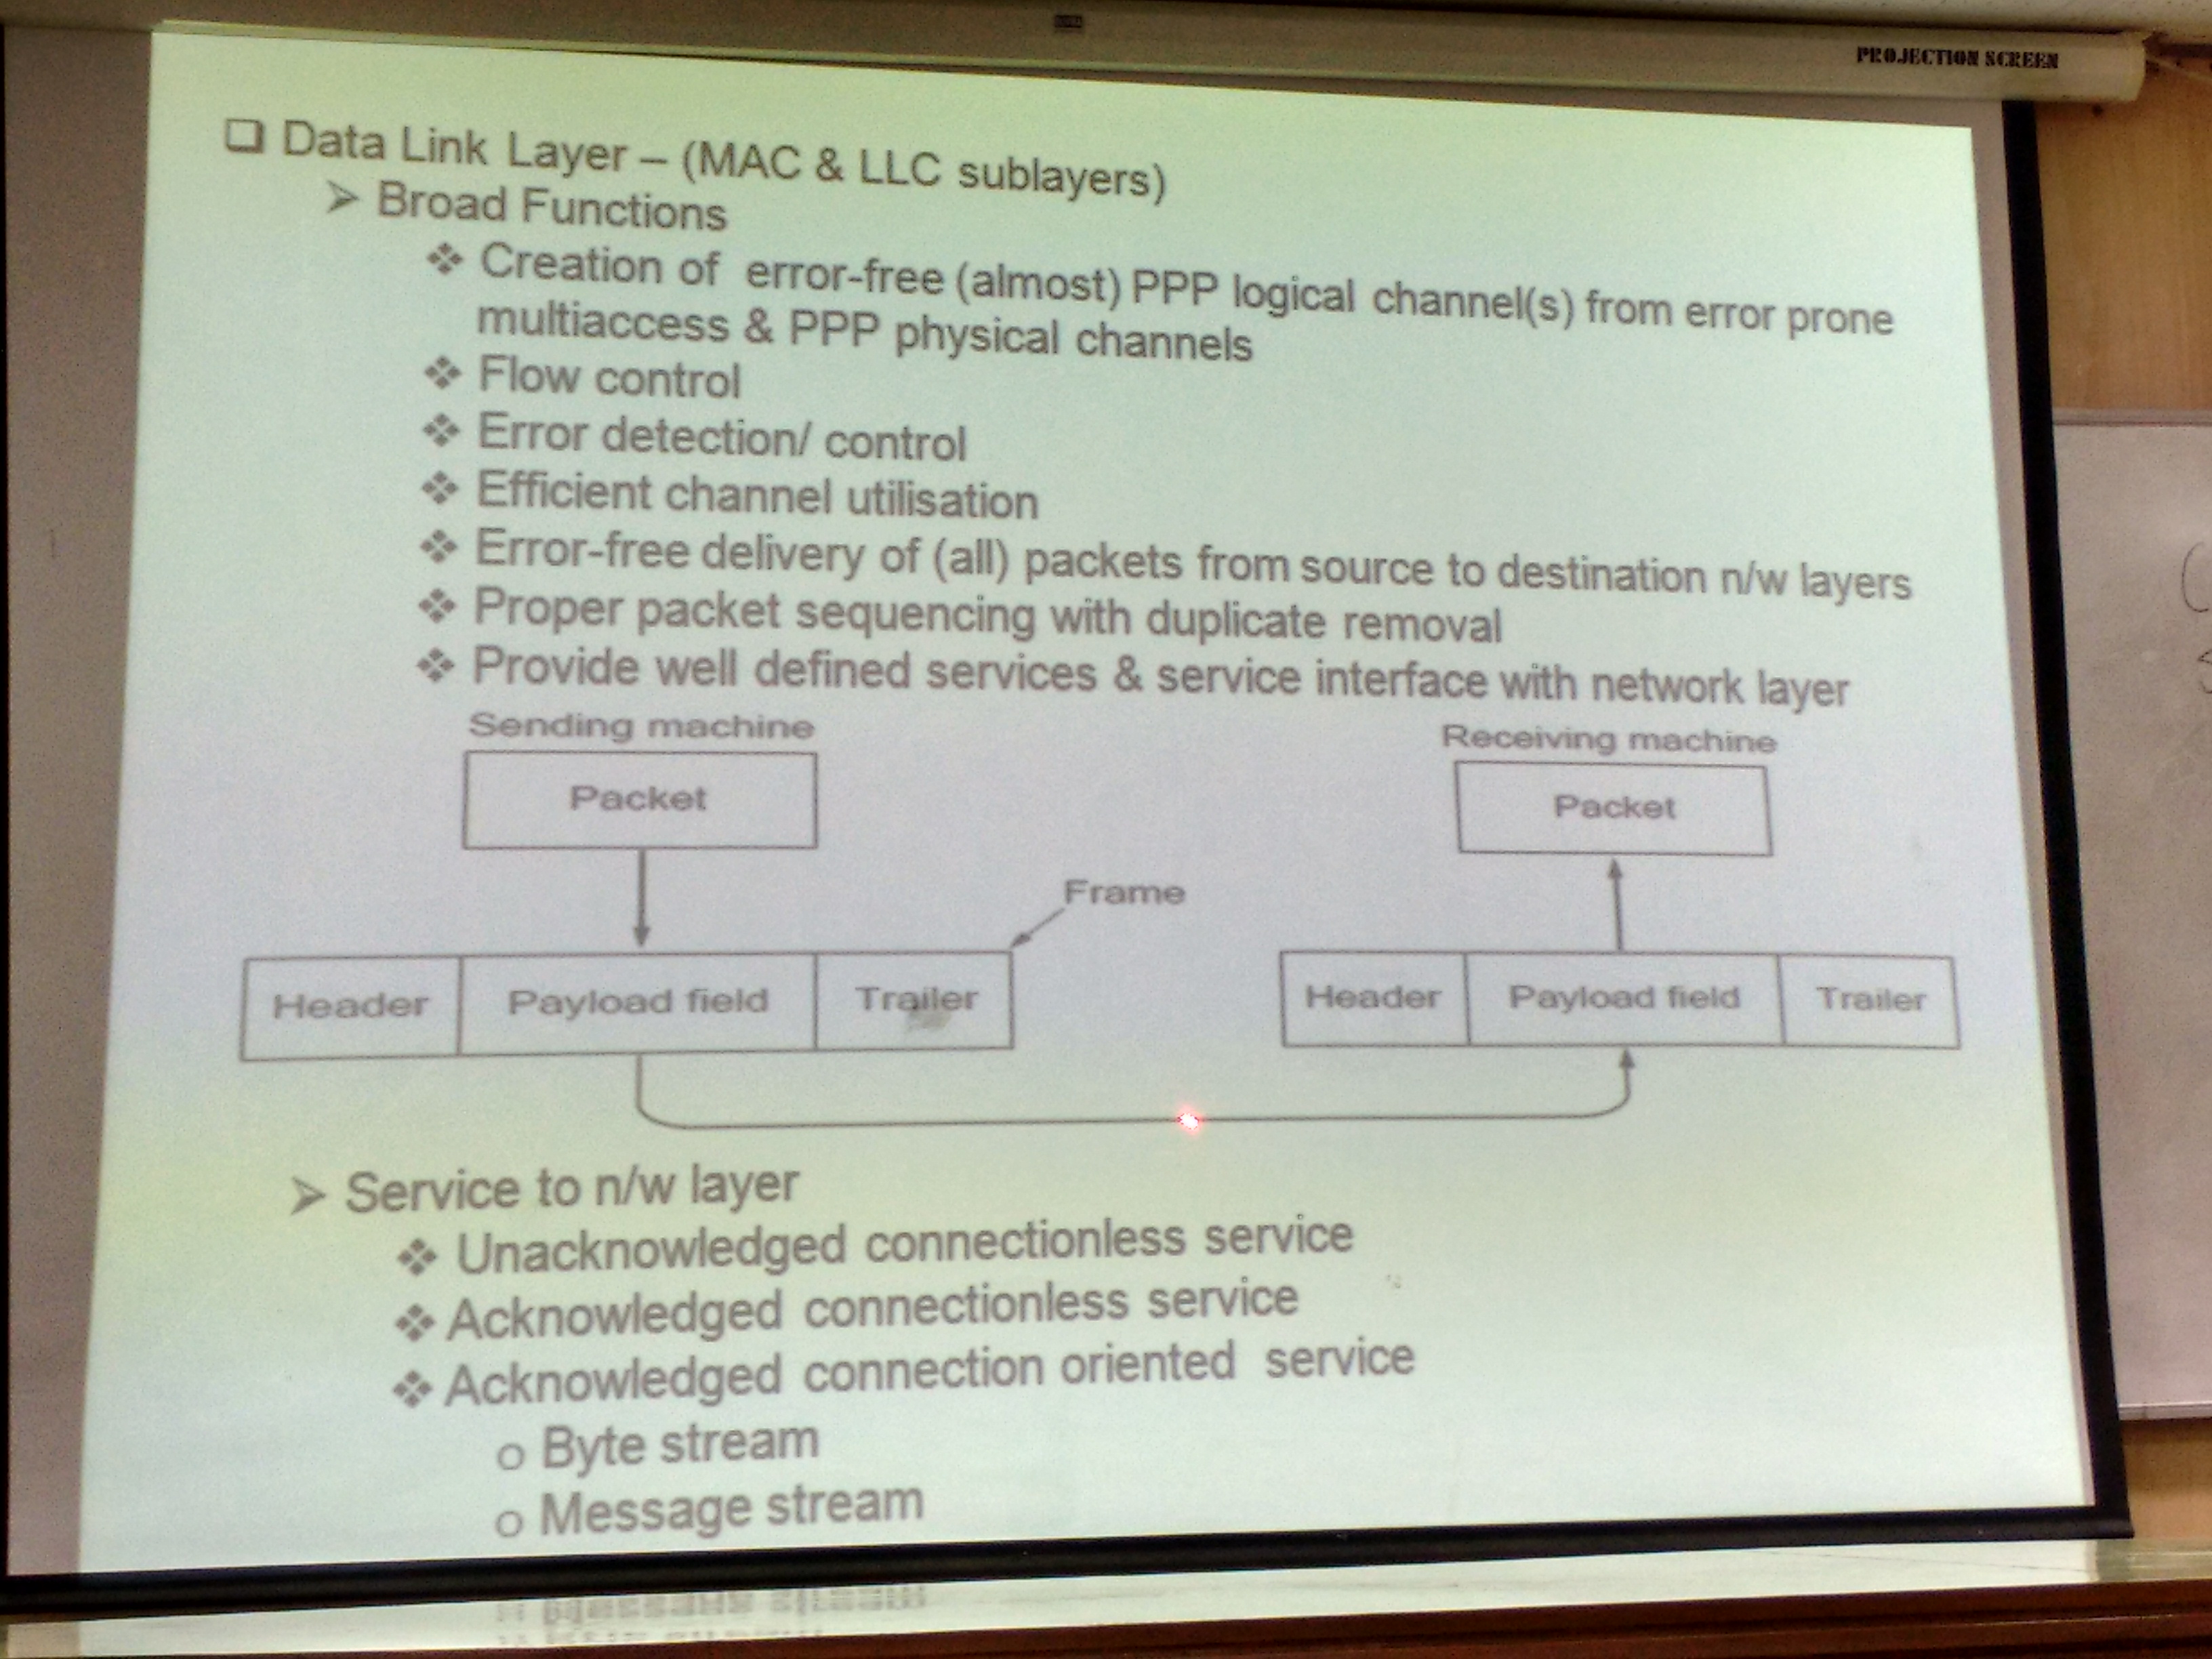 PROJECTION SCREEN
❑ Data Link Layer – (MAC & LLC sublayers)
➢ Broad Functions
❖ Creation of error-free (almost) PPP logical channel(s) from error prone
multiaccess & PPP physical channels
❖ Flow control
❖ Error detection/ control
❖ Efficient channel utilisation
❖ Error-free delivery of (all) packets from source to destination n/w layers
❖ Proper packet sequencing with duplicate removal
❖ Provide well defined services & service interface with network layer
Sending machine
Receiving machine
Packet
Packet
Frame
Header Payload field Trailer
Header Payload field Trailer
➢ Service to n/w layer
❖ Unacknowledged connectionless service
❖ Acknowledged connectionless service
❖ Acknowledged connection oriented service
o Byte stream
o Message stream